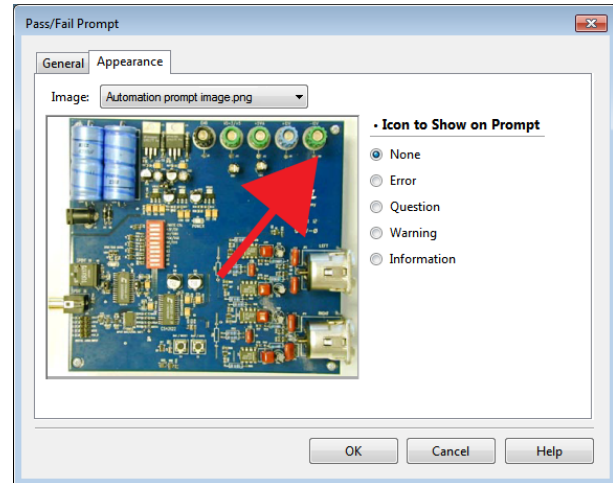 Pass/Fail Prompt
General
Appearance
Image:
Automation prompt image.png
• Icon to Show on Prompt
None
Error
Question
Warning
Information
LEFT
OK
Cancel
Help